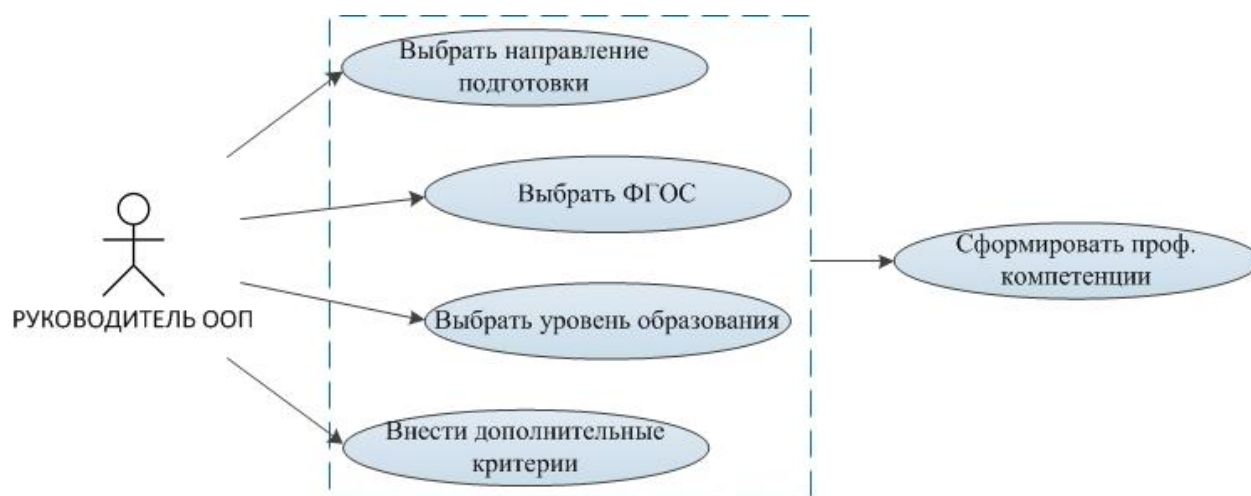 Выбрать направление
подготовки
Выбрать ФГОС
Сформировать проф.
компетенции
РУКОВОДИТЕЛЬ ООП
Выбрать уровень образования
Внести дополнительные
критерии